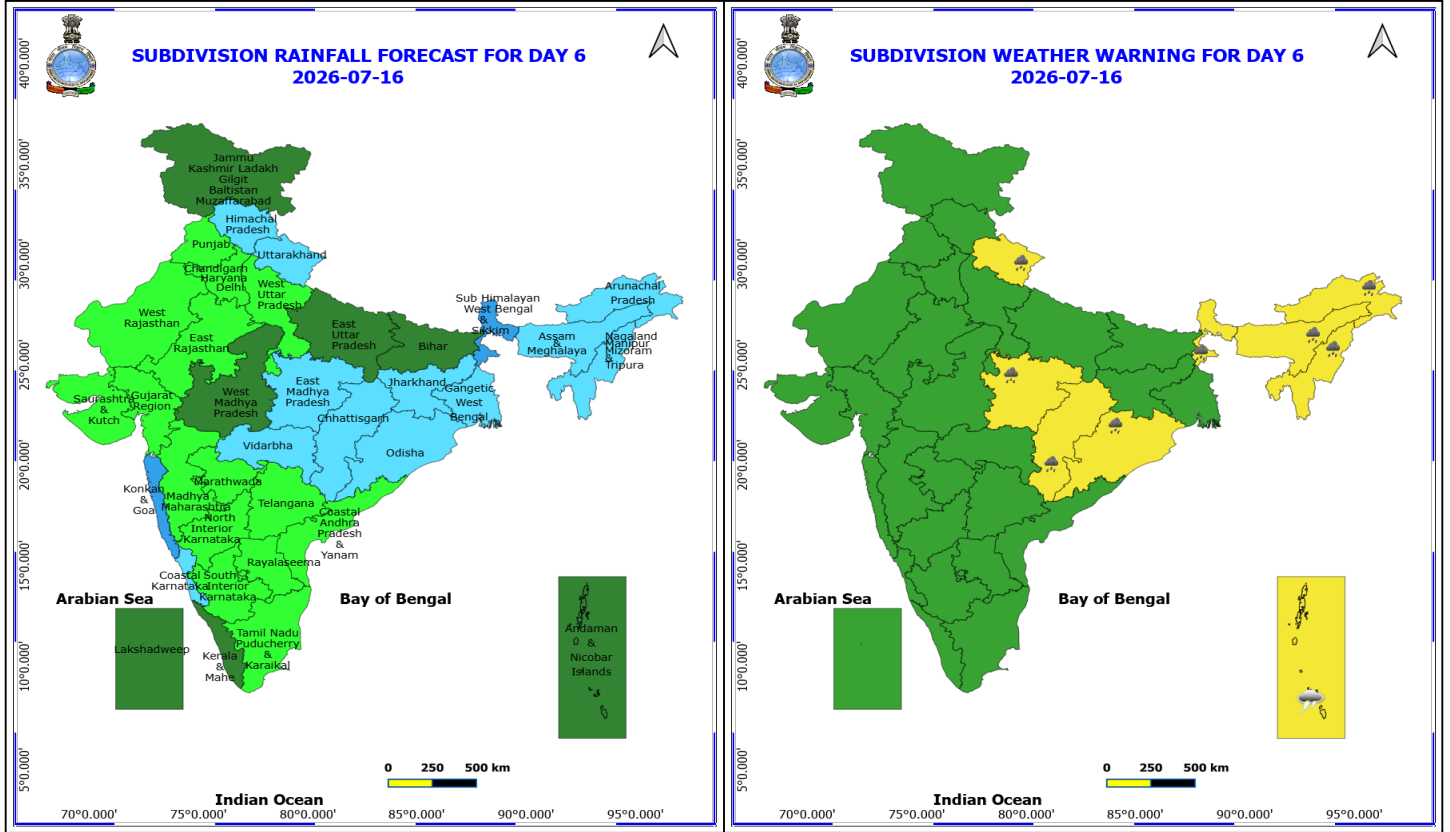 SUBDIVISION RAINFALL FORECAST FOR DAY 6
2026-07-16
40°0.000'
35°0.000'
30°0.000'
25°0.000'
20°0.000'
15°0.000'
10°0.000'
5°0.000'
Jammu
Kashmir Ladakh
Gilgit
Baltistan
Muzaffarabad
Himachal
Pradesh
Punjab
Uttarakhand
Chandigarh
Haryana
Delhi
West
Uttar
Pradesh
West
Rajasthan
East
Rajasthan
East
Uttar
Pradesh
Bihar
Sub Himalayan
West Bengal
&
Sikkim
Arunachal
Pradesh
Assam
&
Meghalaya
Nagaland
Manipur
Mizoram
&
Tripura
Saurashtra
&
Kutch
Gujarat
Region
West
Madhya
Pradesh
East
Madhya
Pradesh
Jharkhand
Gangetic
West
Bengal
Chhattisgarh
Vidarbha
Odisha
Konkan
&
Goa
Madhya
Maharashtra
Marathwada
Telangana
North
Interior
Karnataka
Coastal
Andhra
Pradesh
&
Yanam
Rayalaseema
Coastal
Karnataka
South
Interior
Karnataka
Tamil Nadu
Puducherry
&
Karaikal
Kerala
&
Mahe
Arabian Sea
Bay of Bengal
Lakshadweep
Andaman
&
Nicobar
Islands
0 250 500 km
Indian Ocean
70°0.000' 75°0.000' 80°0.000' 85°0.000' 90°0.000' 95°0.000'
SUBDIVISION WEATHER WARNING FOR DAY 6
2026-07-16
40°0.000'
35°0.000'
30°0.000'
25°0.000'
20°0.000'
15°0.000'
10°0.000'
5°0.000'
Arabian Sea
Bay of Bengal
0 250 500 km
Indian Ocean
70°0.000' 75°0.000' 80°0.000' 85°0.000' 90°0.000' 95°0.000'